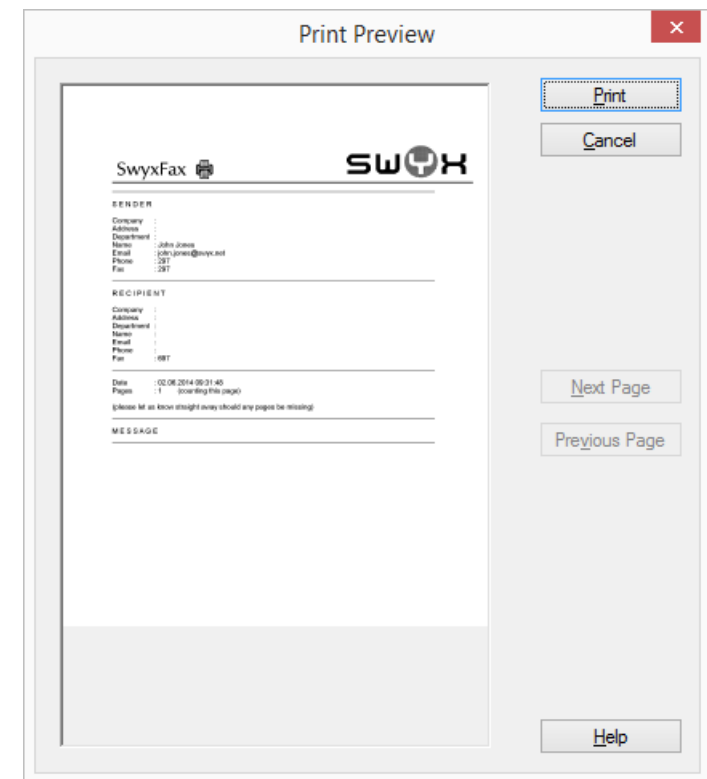 Print Preview
Print
Cancel
SwyxFax swyx
SENDER
Company :
Address :
Department :
Name : John Jones
Email : john.jones@swyx.net
Phone : 287
Fax : 287
RECIPIENT
Company :
Address :
Department :
Name :
Email :
Phone :
Fax : 687
Date : 02.06.2014 09:31:46
Pages : 1 (counting this page)
(please let us know straight away should any pages be missing)
MESSAGE
Next Page
Previous Page
Help